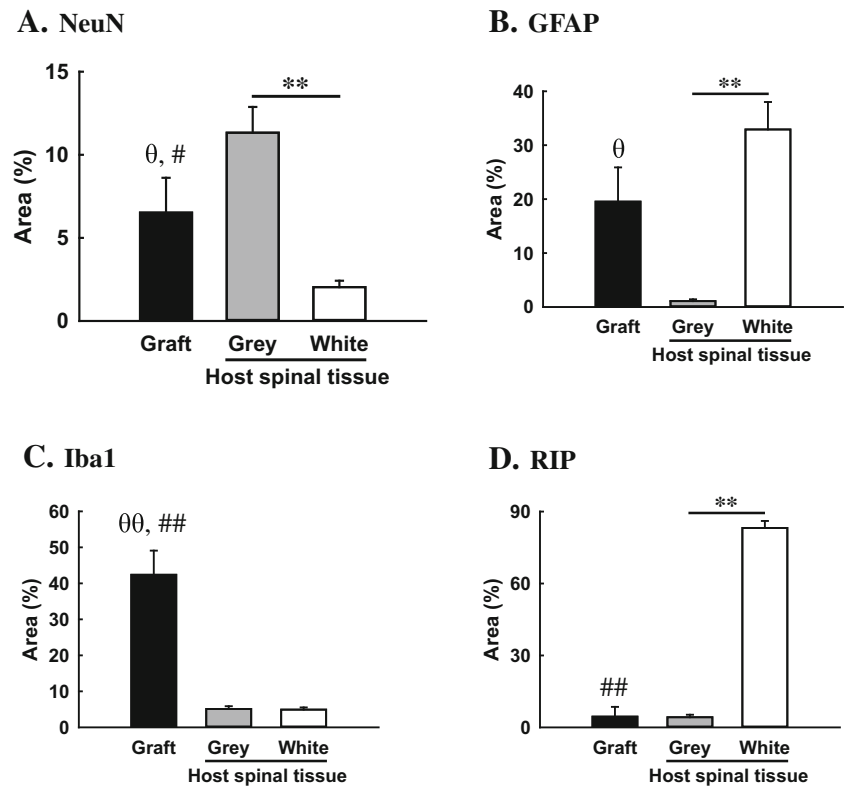 A. NeuN
15
10
5
0
Area (%)
θ, #
**
Graft
Grey
White
Host spinal tissue
B. GFAP
40
30
20
10
0
Area (%)
θ
**
Graft
Grey
White
Host spinal tissue
C. Iba1
60
50
40
30
20
10
0
Area (%)
θθ, ##
Graft
Grey
White
Host spinal tissue
D. RIP
90
60
30
0
Area (%)
##
**
Graft
Grey
White
Host spinal tissue